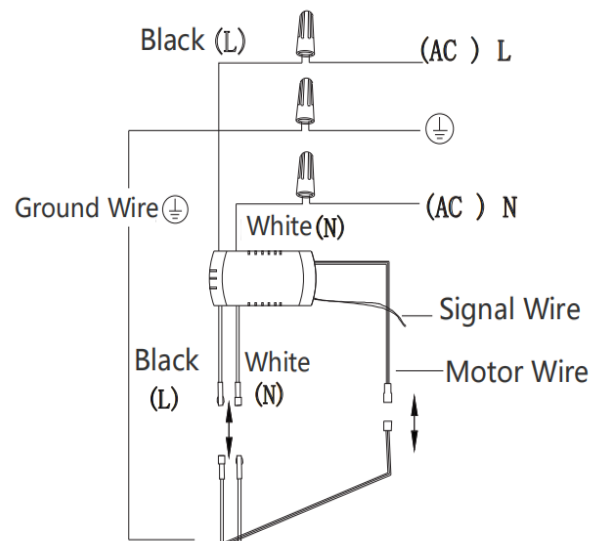 Black (L)
(AC ) L
Ground Wire
White (N)
(AC ) N
Signal Wire
Black
(L)
White
(N)
Motor Wire